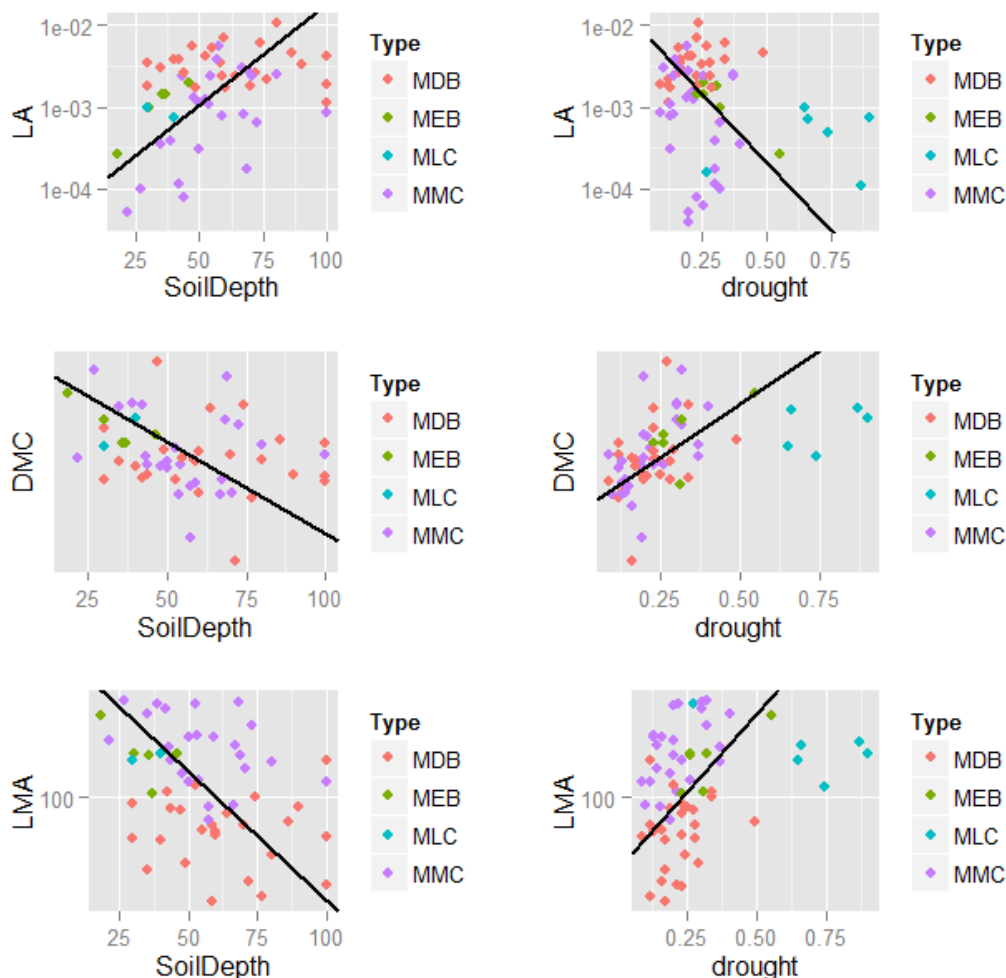 1e-02
1e-03
1e-04
LA
25 50 75 100
SoilDepth
Type
MDB
MEB
MLC
MMC
1e-02
1e-03
1e-04
LA
0.25 0.50 0.75
drought
Type
MDB
MEB
MLC
MMC
DMC
25 50 75 100
SoilDepth
Type
MDB
MEB
MLC
MMC
DMC
0.25 0.50 0.75
drought
Type
MDB
MEB
MLC
MMC
100
LMA
25 50 75 100
SoilDepth
Type
MDB
MEB
MLC
MMC
100
LMA
0.25 0.50 0.75
drought
Type
MDB
MEB
MLC
MMC